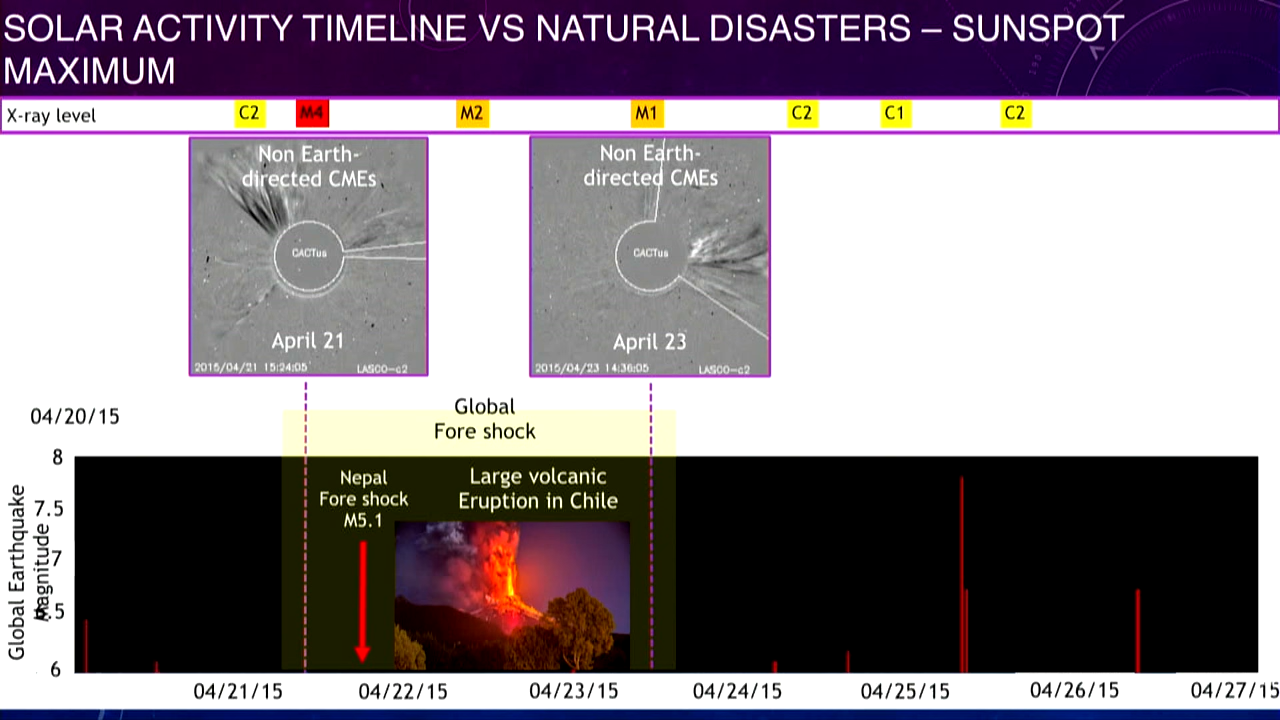 SOLAR ACTIVITY TIMELINE VS NATURAL DISASTERS – SUNSPOT
MAXIMUM
X-ray level
C2
M4
M2
M1
C2
C1
C2
Non Earth-
directed CMEs
CACTus
April 21
2015/04/21 15:24:05
LASCO-c2
Non Earth-
directed CMEs
CACTus
April 23
2015/04/23 14:36:05
LASCO-c2
04/20/15
Global
Fore shock
Nepal
Fore shock
M5.1
Large volcanic
Eruption in Chile
Global Earthquake
Magnitude
8
7.5
7
6.5
6
04/21/15
04/22/15
04/23/15
04/24/15
04/25/15
04/26/15
04/27/15